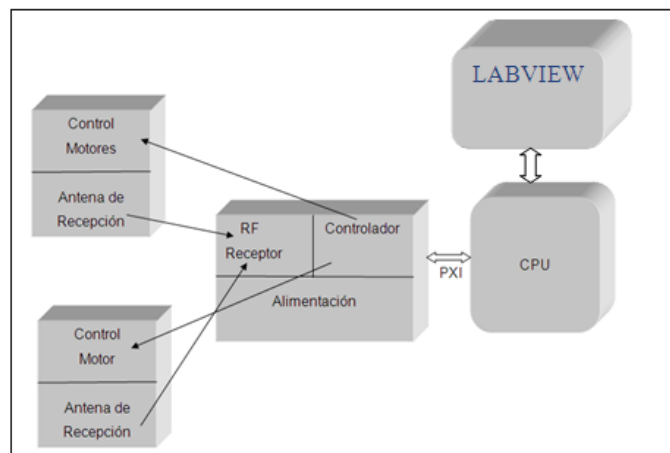 LABVIEW
Control
Motores
Antena de
Recepción
RF
Receptor
Controlador
Alimentación
PXI
CPU
Control
Motor
Antena de
Recepción